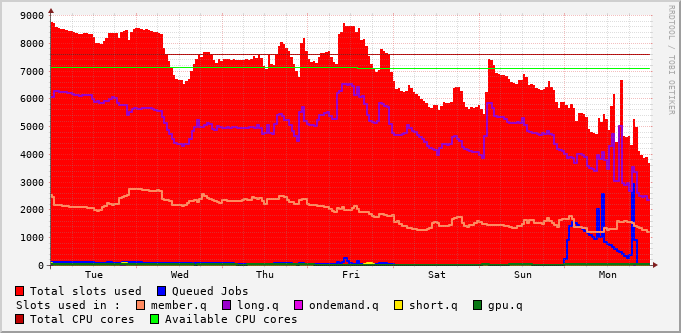 9000
8000
7000
6000
5000
4000
3000
2000
1000
0
Tue Wed Thu Fri Sat Sun Mon
RRDTOOL / TOBI OETIKER
Total slots used Queued Jobs
Slots used in : member.q long.q ondemand.q short.q gpu.q
Total CPU cores Available CPU cores